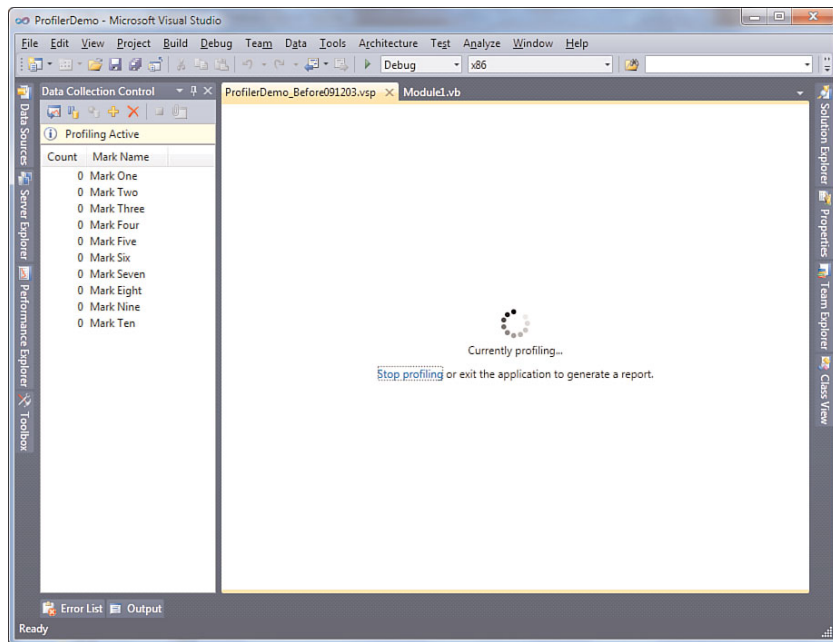 ProfilerDemo - Microsoft Visual Studio
File Edit View Project Build Debug Team Data Tools Architecture Test Analyze Window Help
Debug x86
Data Sources
Server Explorer
Performance Explorer
Toolbox
Data Collection Control
Profiling Active
Count Mark Name
0 Mark One
0 Mark Two
0 Mark Three
0 Mark Four
0 Mark Five
0 Mark Six
0 Mark Seven
0 Mark Eight
0 Mark Nine
0 Mark Ten
ProfilerDemo_Before091203.vsp Module1.vb
Currently profiling...
Stop profiling or exit the application to generate a report.
Solution Explorer
Properties
Team Explorer
Class View
Error List Output
Ready